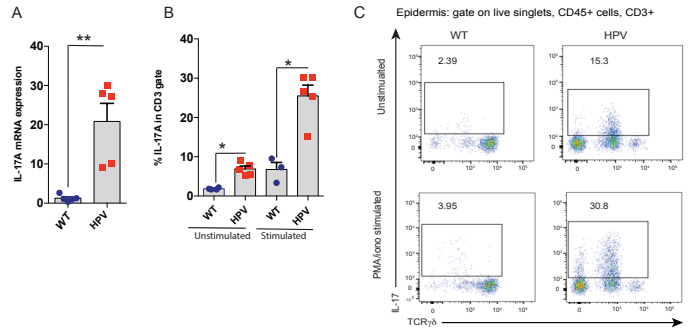 A
**
IL-17A mRNA expression
40
30
20
10
0
WT
HPV
B
% IL-17A in CD3 gate
40
30
20
10
0
*
*
WT
HPV
WT
HPV
Unstimulated
Stimulated
C
Epidermis: gate on live singlets, CD45+ cells, CD3+
WT
HPV
Unstimualted
2.39
15.3
PMA/iono stimulated
3.95
30.8
IL-17
TCRγδ